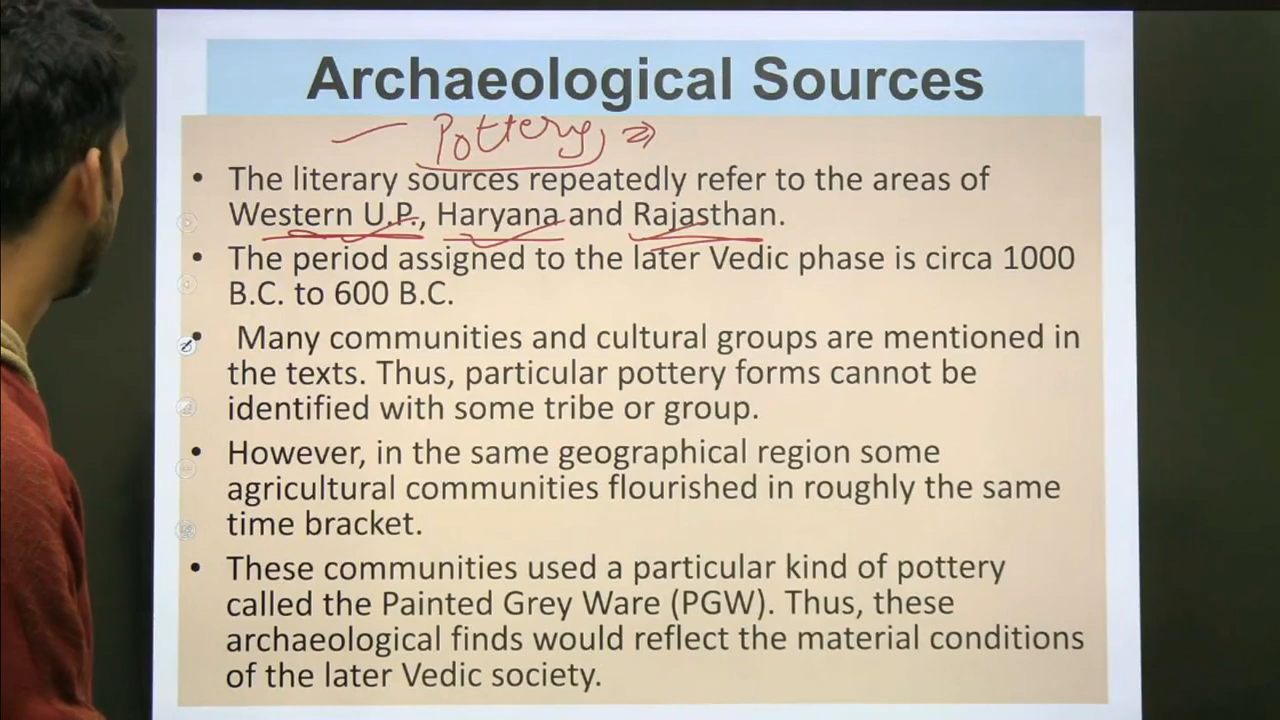 Archaeological Sources
Pottery,
• The literary sources repeatedly refer to the areas of
Western U.P., Haryana and Rajasthan.
• The period assigned to the later Vedic phase is circa 1000
B.C. to 600 B.C.
• Many communities and cultural groups are mentioned in
the texts. Thus, particular pottery forms cannot be
identified with some tribe or group.
• However, in the same geographical region some
agricultural communities flourished in roughly the same
time bracket.
• These communities used a particular kind of pottery
called the Painted Grey Ware (PGW). Thus, these
archaeological finds would reflect the material conditions
of the later Vedic society.